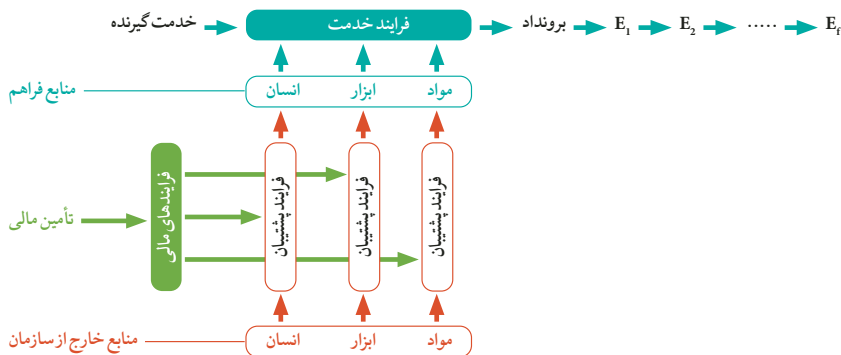 خدمت گیرنده
فرایند خدمت
برونداد
E1
E2
.....
Ef
منابع فراهم
انسان ابزار مواد
تأمین مالی
فرایندهای مالی
فرایند پشتیبان
فرایند پشتیبان
فرایند پشتیبان
منابع خارج از سازمان
انسان ابزار مواد